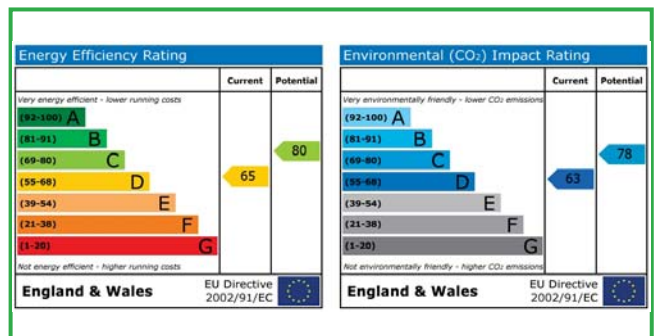 Energy Efficiency Rating
Current Potential
Very energy efficient - lower running costs
(92-100) A
(81-91) B
(69-80) C
(55-68) D
(39-54) E
(21-38) F
(1-20) G
65
80
Not energy efficient - higher running costs
England & Wales
EU Directive
2002/91/EC
Environmental (CO₂) Impact Rating
Current Potential
Very environmentally friendly - lower CO₂ emissions
(92-100) A
(81-91) B
(69-80) C
(55-68) D
(39-54) E
(21-38) F
(1-20) G
63
78
Not environmentally friendly - higher CO₂ emissions
England & Wales
EU Directive
2002/91/EC